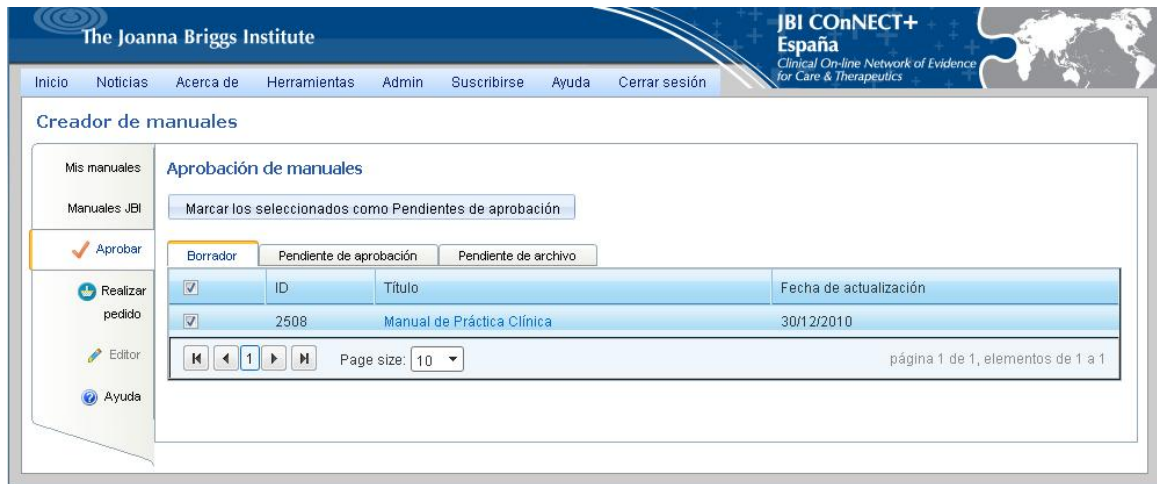 The Joanna Briggs Institute
JBI COnNECT+
España
Clinical On-line Network of Evidence
for Care & Therapeutics
Inicio Noticias Acerca de Herramientas Admin Suscribirse Ayuda Cerrar sesión
Creador de manuales
Mis manuales
Manuales JBI
Aprobar
Realizar
pedido
Editor
Ayuda
Aprobación de manuales
Marcar los seleccionados como Pendientes de aprobación
Borrador Pendiente de aprobación Pendiente de archivo
ID Título Fecha de actualización
2508 Manual de Práctica Clínica 30/12/2010
1 Page size: 10 página 1 de 1, elementos de 1 a 1